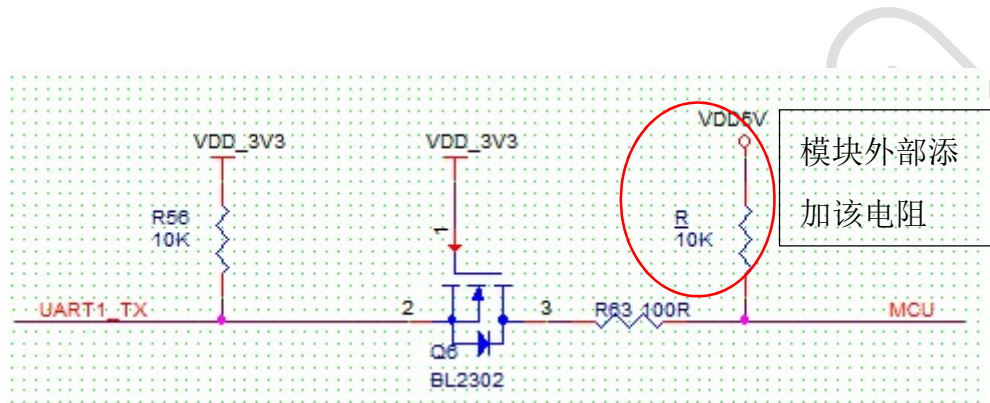 VDD5V
VDD_3V3
VDD_3V3
模块外部添
加该电阻
R56
10K
1
R
10K
UART1_TX
2
3
R63 100R
MCU
Q6
BL2302